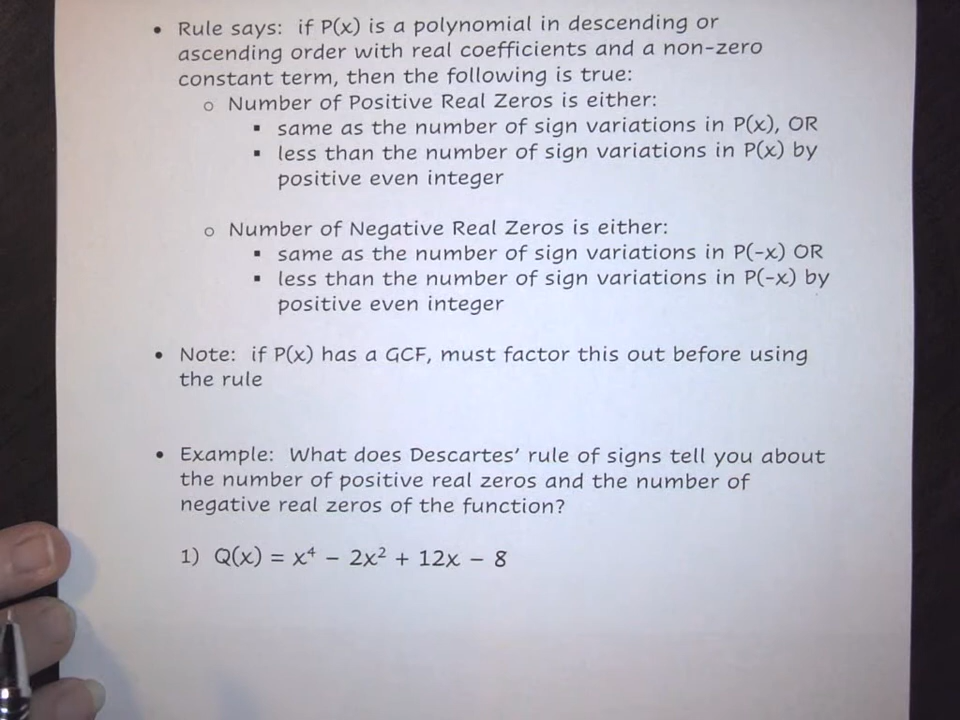 • Rule says: if P(x) is a polynomial in descending or
ascending order with real coefficients and a non-zero
constant term, then the following is true:
o Number of Positive Real Zeros is either:
▪ same as the number of sign variations in P(x), OR
▪ less than the number of sign variations in P(x) by
positive even integer
o Number of Negative Real Zeros is either:
▪ same as the number of sign variations in P(-x) OR
▪ less than the number of sign variations in P(-x) by
positive even integer
• Note: if P(x) has a GCF, must factor this out before using
the rule
• Example: What does Descartes’ rule of signs tell you about
the number of positive real zeros and the number of
negative real zeros of the function?
1) Q(x) = x⁴ – 2x² + 12x – 8